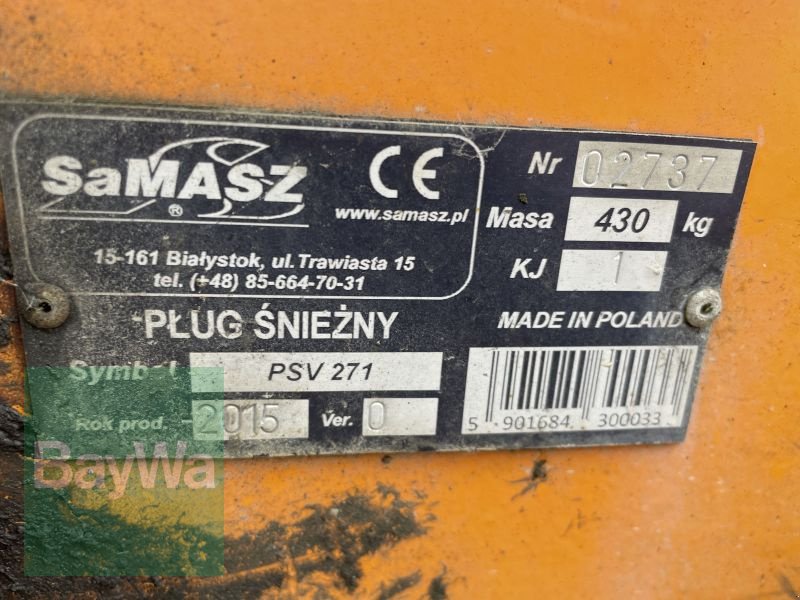 SaMASZ
®
CE
www.samasz.pl
15-161 Białystok, ul. Trawiasta 15
tel. (+48) 85-664-70-31
Nr 02737
Masa 430 kg
KJ 1
PŁUG ŚNIEŻNY
MADE IN POLAND
Symbol PSV 271
Rok prod. 2015 Ver. 0
5 901684 300033
BayWa